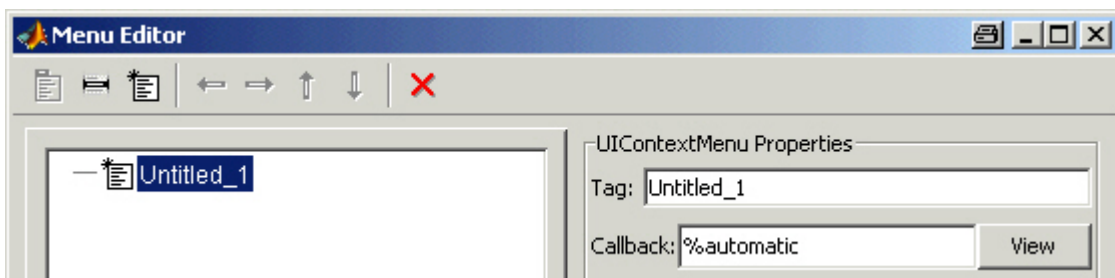 Menu Editor
Untitled_1
UIContextMenu Properties
Tag: Untitled_1
Callback: %automatic View